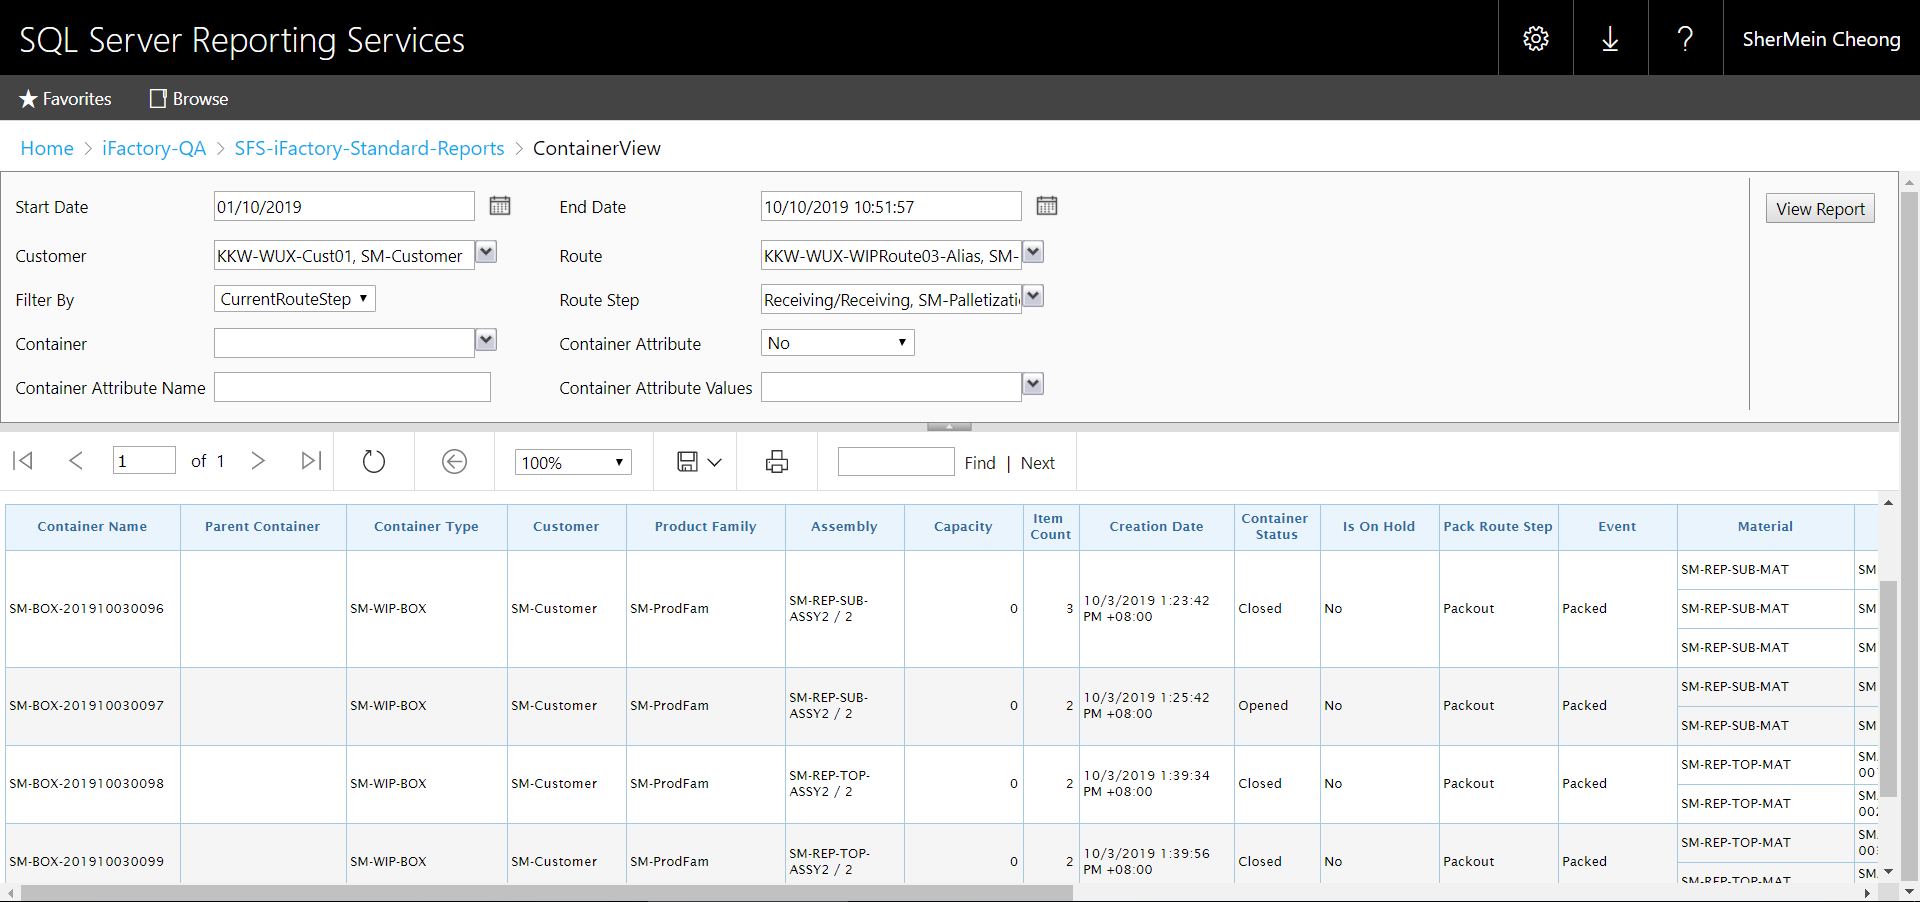 SQL Server Reporting Services
?
SherMein Cheong
Favorites
Browse
Home > iFactory-QA > SFS-iFactory-Standard-Reports > ContainerView
Start Date 01/10/2019 End Date 10/10/2019 10:51:57 View Report
Customer KKW-WUX-Cust01, SM-Customer Route KKW-WUX-WIPRoute03-Alias, SM-
Filter By CurrentRouteStep Route Step Receiving/Receiving, SM-Palletizati
Container Container Attribute No
Container Attribute Name Container Attribute Values
1 of 1 100% Find | Next
Container Name Parent Container Container Type Customer Product Family Assembly Capacity Item Count Creation Date Container Status Is On Hold Pack Route Step Event Material
SM-BOX-201910030096 SM-WIP-BOX SM-Customer SM-ProdFam SM-REP-SUB-ASSY2 / 2 0 3 10/3/2019 1:23:42 PM +08:00 Closed No Packout Packed SM-REP-SUB-MAT SM
SM-REP-SUB-MAT SM
SM-REP-SUB-MAT SM
SM-BOX-201910030097 SM-WIP-BOX SM-Customer SM-ProdFam SM-REP-SUB-ASSY2 / 2 0 2 10/3/2019 1:25:42 PM +08:00 Opened No Packout Packed SM-REP-SUB-MAT SM
SM-REP-SUB-MAT SM
SM-BOX-201910030098 SM-WIP-BOX SM-Customer SM-ProdFam SM-REP-TOP-ASSY2 / 2 0 2 10/3/2019 1:39:34 PM +08:00 Closed No Packout Packed SM-REP-TOP-MAT SM
SM-REP-TOP-MAT SM
SM-BOX-201910030099 SM-WIP-BOX SM-Customer SM-ProdFam SM-REP-TOP-ASSY2 / 2 0 2 10/3/2019 1:39:56 PM +08:00 Closed No Packout Packed SM-REP-TOP-MAT SM
SM-REP-TOP-MAT SM